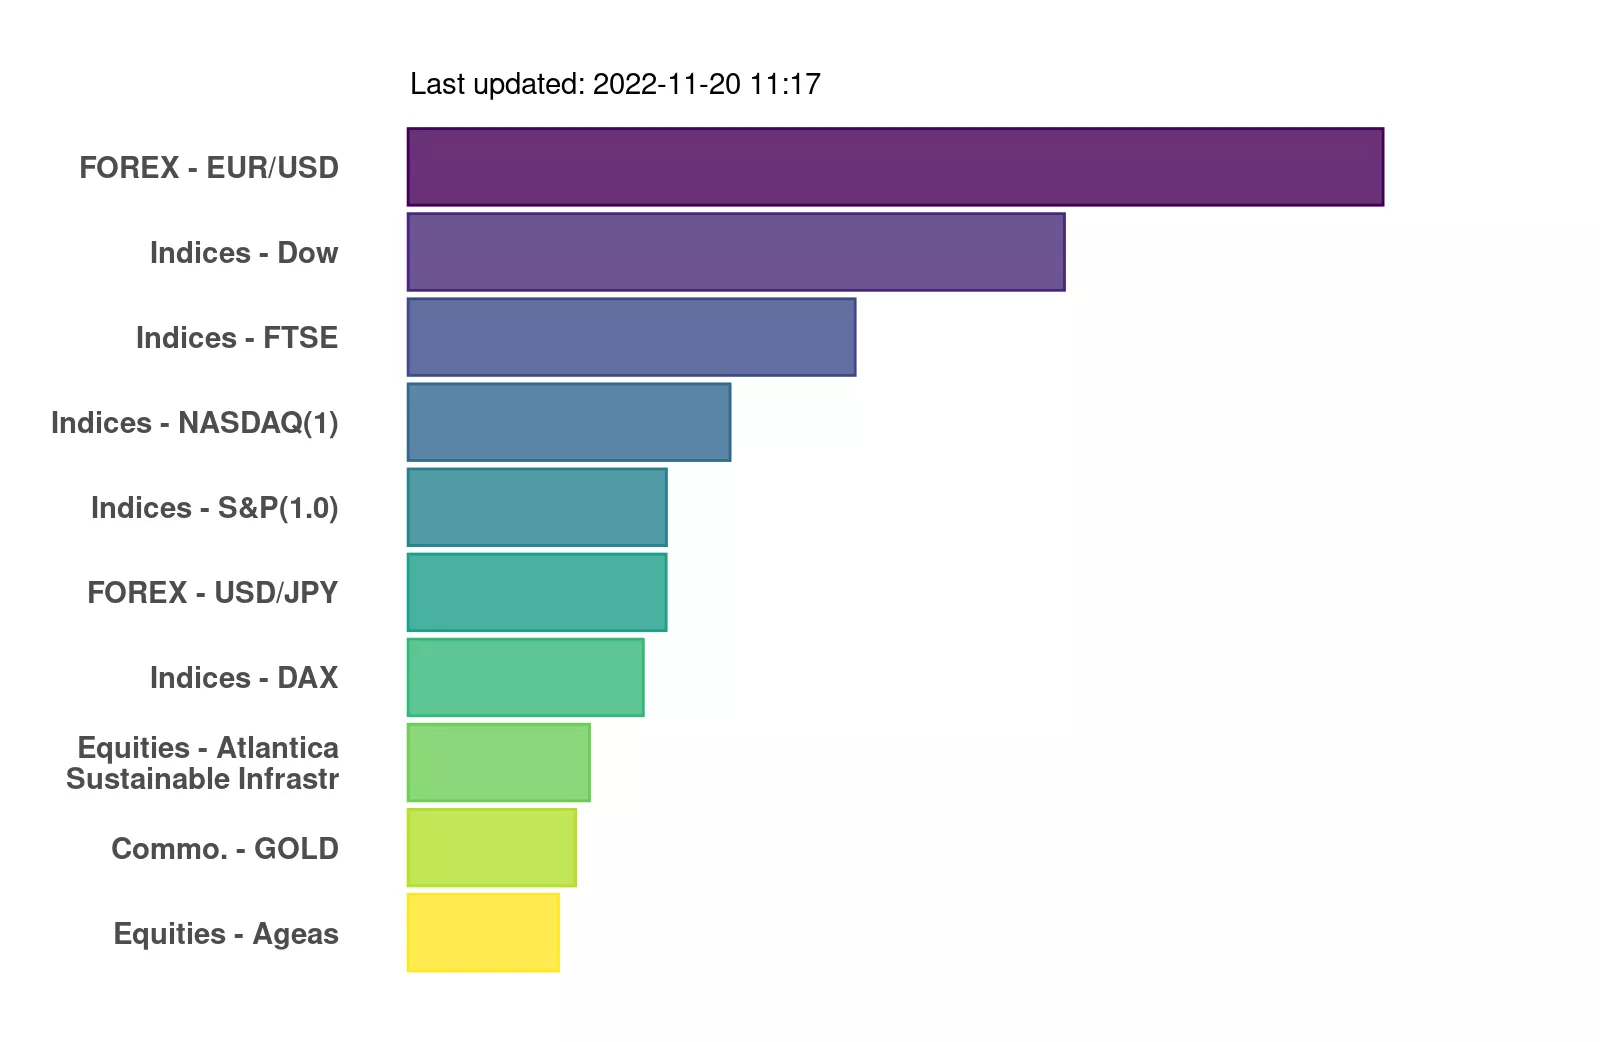 Last updated: 2022-11-20 11:17
FOREX - EUR/USD
Indices - Dow
Indices - FTSE
Indices - NASDAQ(1)
Indices - S&P(1.0)
FOREX - USD/JPY
Indices - DAX
Equities - Atlantica
Sustainable Infrastr
Commo. - GOLD
Equities - Ageas